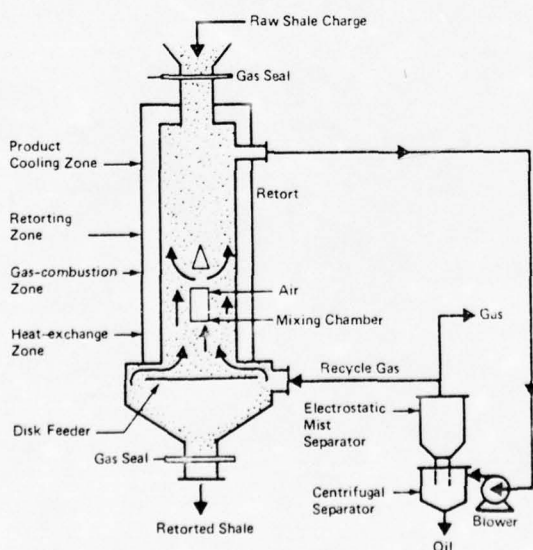 Raw Shale Charge
Gas Seal
Product
Cooling Zone
Retort
Retorting
Zone
Gas-combustion
Zone
Air
Mixing Chamber
Heat-exchange
Zone
Gas
Recycle Gas
Disk Feeder
Electrostatic
Mist
Separator
Gas Seal
Centrifugal
Separator
Blower
Retorted Shale
Oil